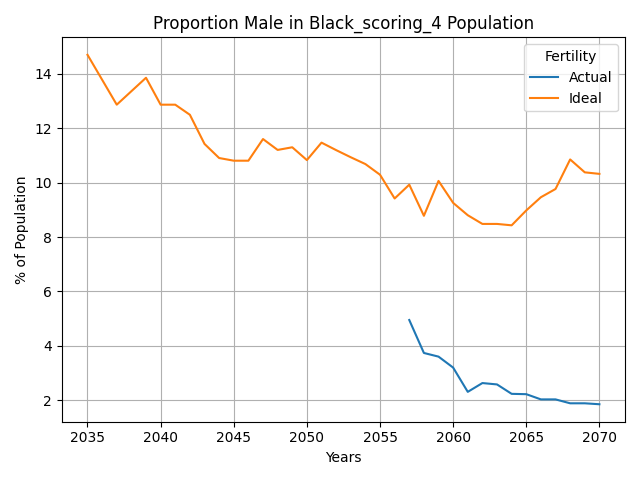 Proportion Male in Black_scoring_4 Population
Fertility
Actual
Ideal
% of Population
14
12
10
8
6
4
2
2035 2040 2045 2050 2055 2060 2065 2070
Years